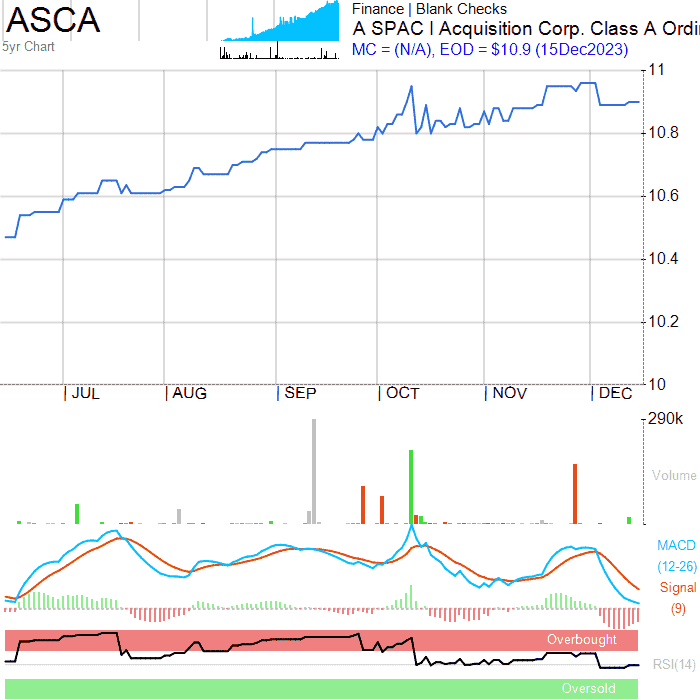 ASCA
5yr Chart
Finance | Blank Checks
A SPAC I Acquisition Corp. Class A Ordi
MC = (N/A), EOD = $10.9 (15Dec2023)
11
10.8
10.6
10.4
10.2
10
JUL AUG SEP OCT NOV DEC
290k
Volume
MACD
(12-26)
Signal
(9)
Overbought
RSI(14)
Oversold